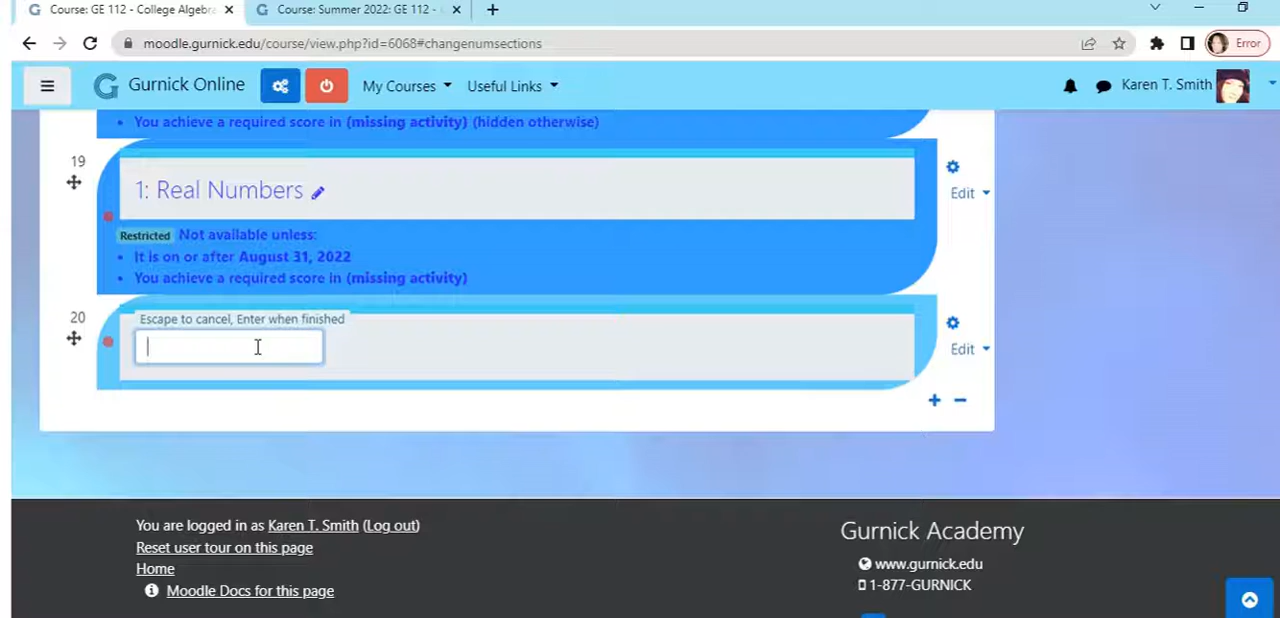 Course: GE 112 - College Algebra
Course: Summer 2022: GE 112 -
moodle.gurnick.edu/course/view.php?id=6068#changenumsections
Error
Gurnick Online
My Courses
Useful Links
Karen T. Smith
You achieve a required score in (missing activity) (hidden otherwise)
19
1: Real Numbers
Edit
Restricted Not available unless:
It is on or after August 31, 2022
You achieve a required score in (missing activity)
20
Escape to cancel, Enter when finished
Edit
You are logged in as Karen T. Smith (Log out)
Reset user tour on this page
Home
Moodle Docs for this page
Gurnick Academy
www.gurnick.edu
1-877-GURNICK